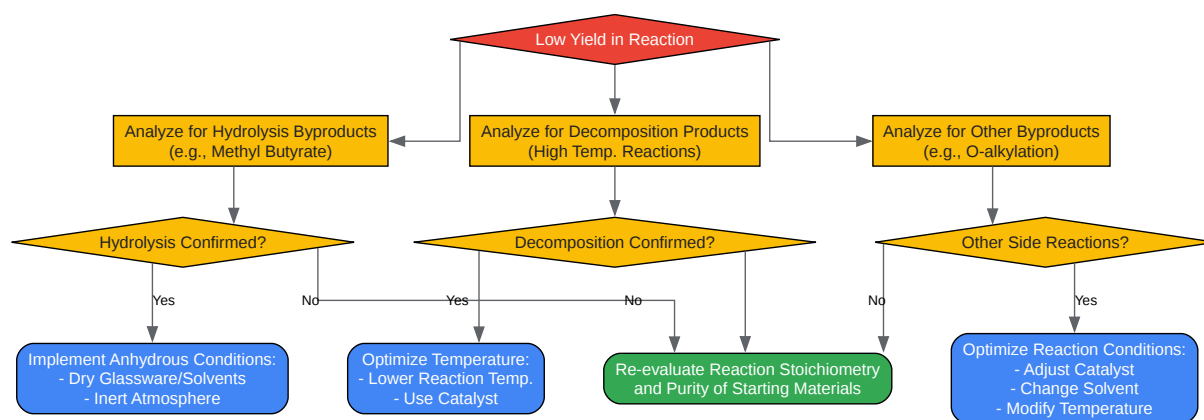 Low Yield in Reaction
Analyze for Hydrolysis Byproducts
(e.g., Methyl Butyrate)
Analyze for Decomposition Products
(High Temp. Reactions)
Analyze for Other Byproducts
(e.g., O-alkylation)
Hydrolysis Confirmed?
Decomposition Confirmed?
Other Side Reactions?
Yes
No
Yes
No
No
Yes
Implement Anhydrous Conditions:
- Dry Glassware/Solvents
- Inert Atmosphere
Optimize Temperature:
- Lower Reaction Temp.
- Use Catalyst
Re-evaluate Reaction Stoichiometry
and Purity of Starting Materials
Optimize Reaction Conditions:
- Adjust Catalyst
- Change Solvent
- Modify Temperature